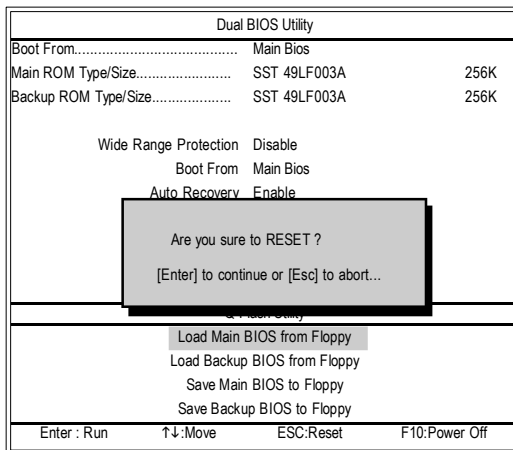 Dual BIOS Utility
Boot From.......................................... Main Bios
Main ROM Type/Size........................ SST 49LF003A 256K
Backup ROM Type/Size.................... SST 49LF003A 256K
Wide Range Protection Disable
Boot From Main Bios
Auto Recovery Enable
Are you sure to RESET ?
[Enter] to continue or [Esc] to abort...
Flash Utility
Load Main BIOS from Floppy
Load Backup BIOS from Floppy
Save Main BIOS to Floppy
Save Backup BIOS to Floppy
Enter : Run ↑↓:Move ESC:Reset F10:Power Off